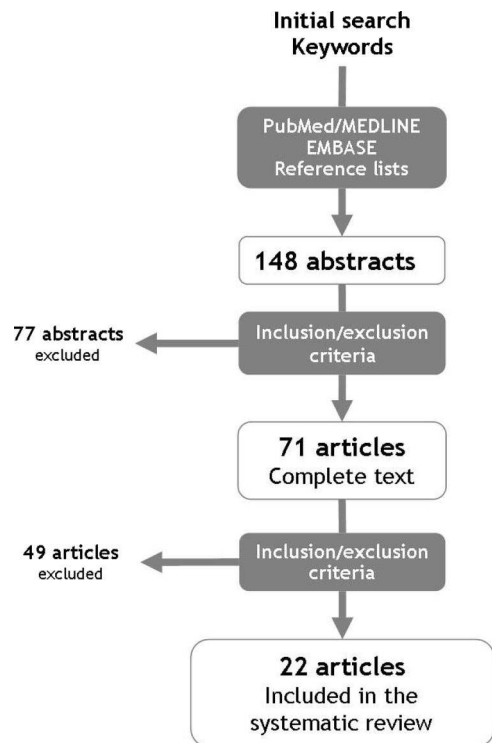 Initial search
Keywords
PubMed/MEDLINE
EMBASE
Reference lists
148 abstracts
77 abstracts
excluded
Inclusion/exclusion
criteria
71 articles
Complete text
49 articles
excluded
Inclusion/exclusion
criteria
22 articles
Included in the
systematic review